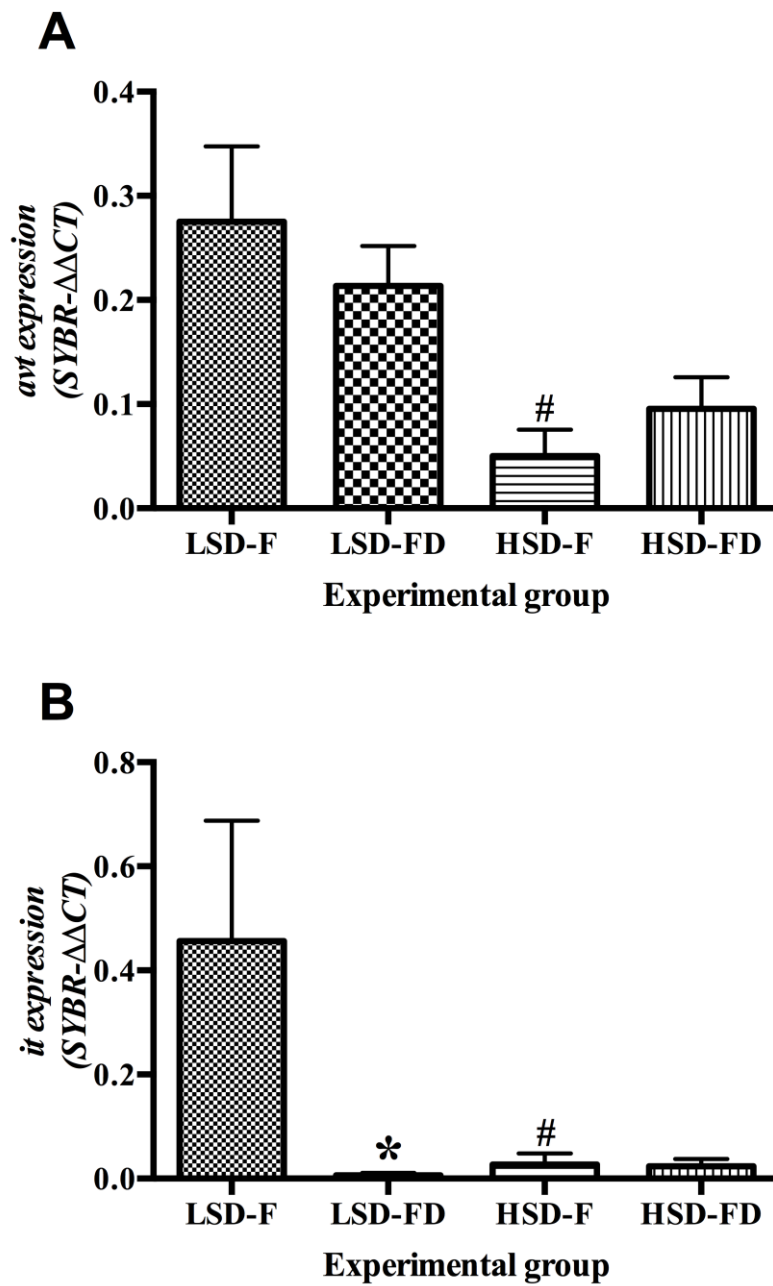 A
avt expression
(SYBR-ΔΔCT)
0.4
0.3
0.2
0.1
0.0
#
LSD-F LSD-FD HSD-F HSD-FD
Experimental group
B
it expression
(SYBR-ΔΔCT)
0.8
0.6
0.4
0.2
0.0
* #
LSD-F LSD-FD HSD-F HSD-FD
Experimental group